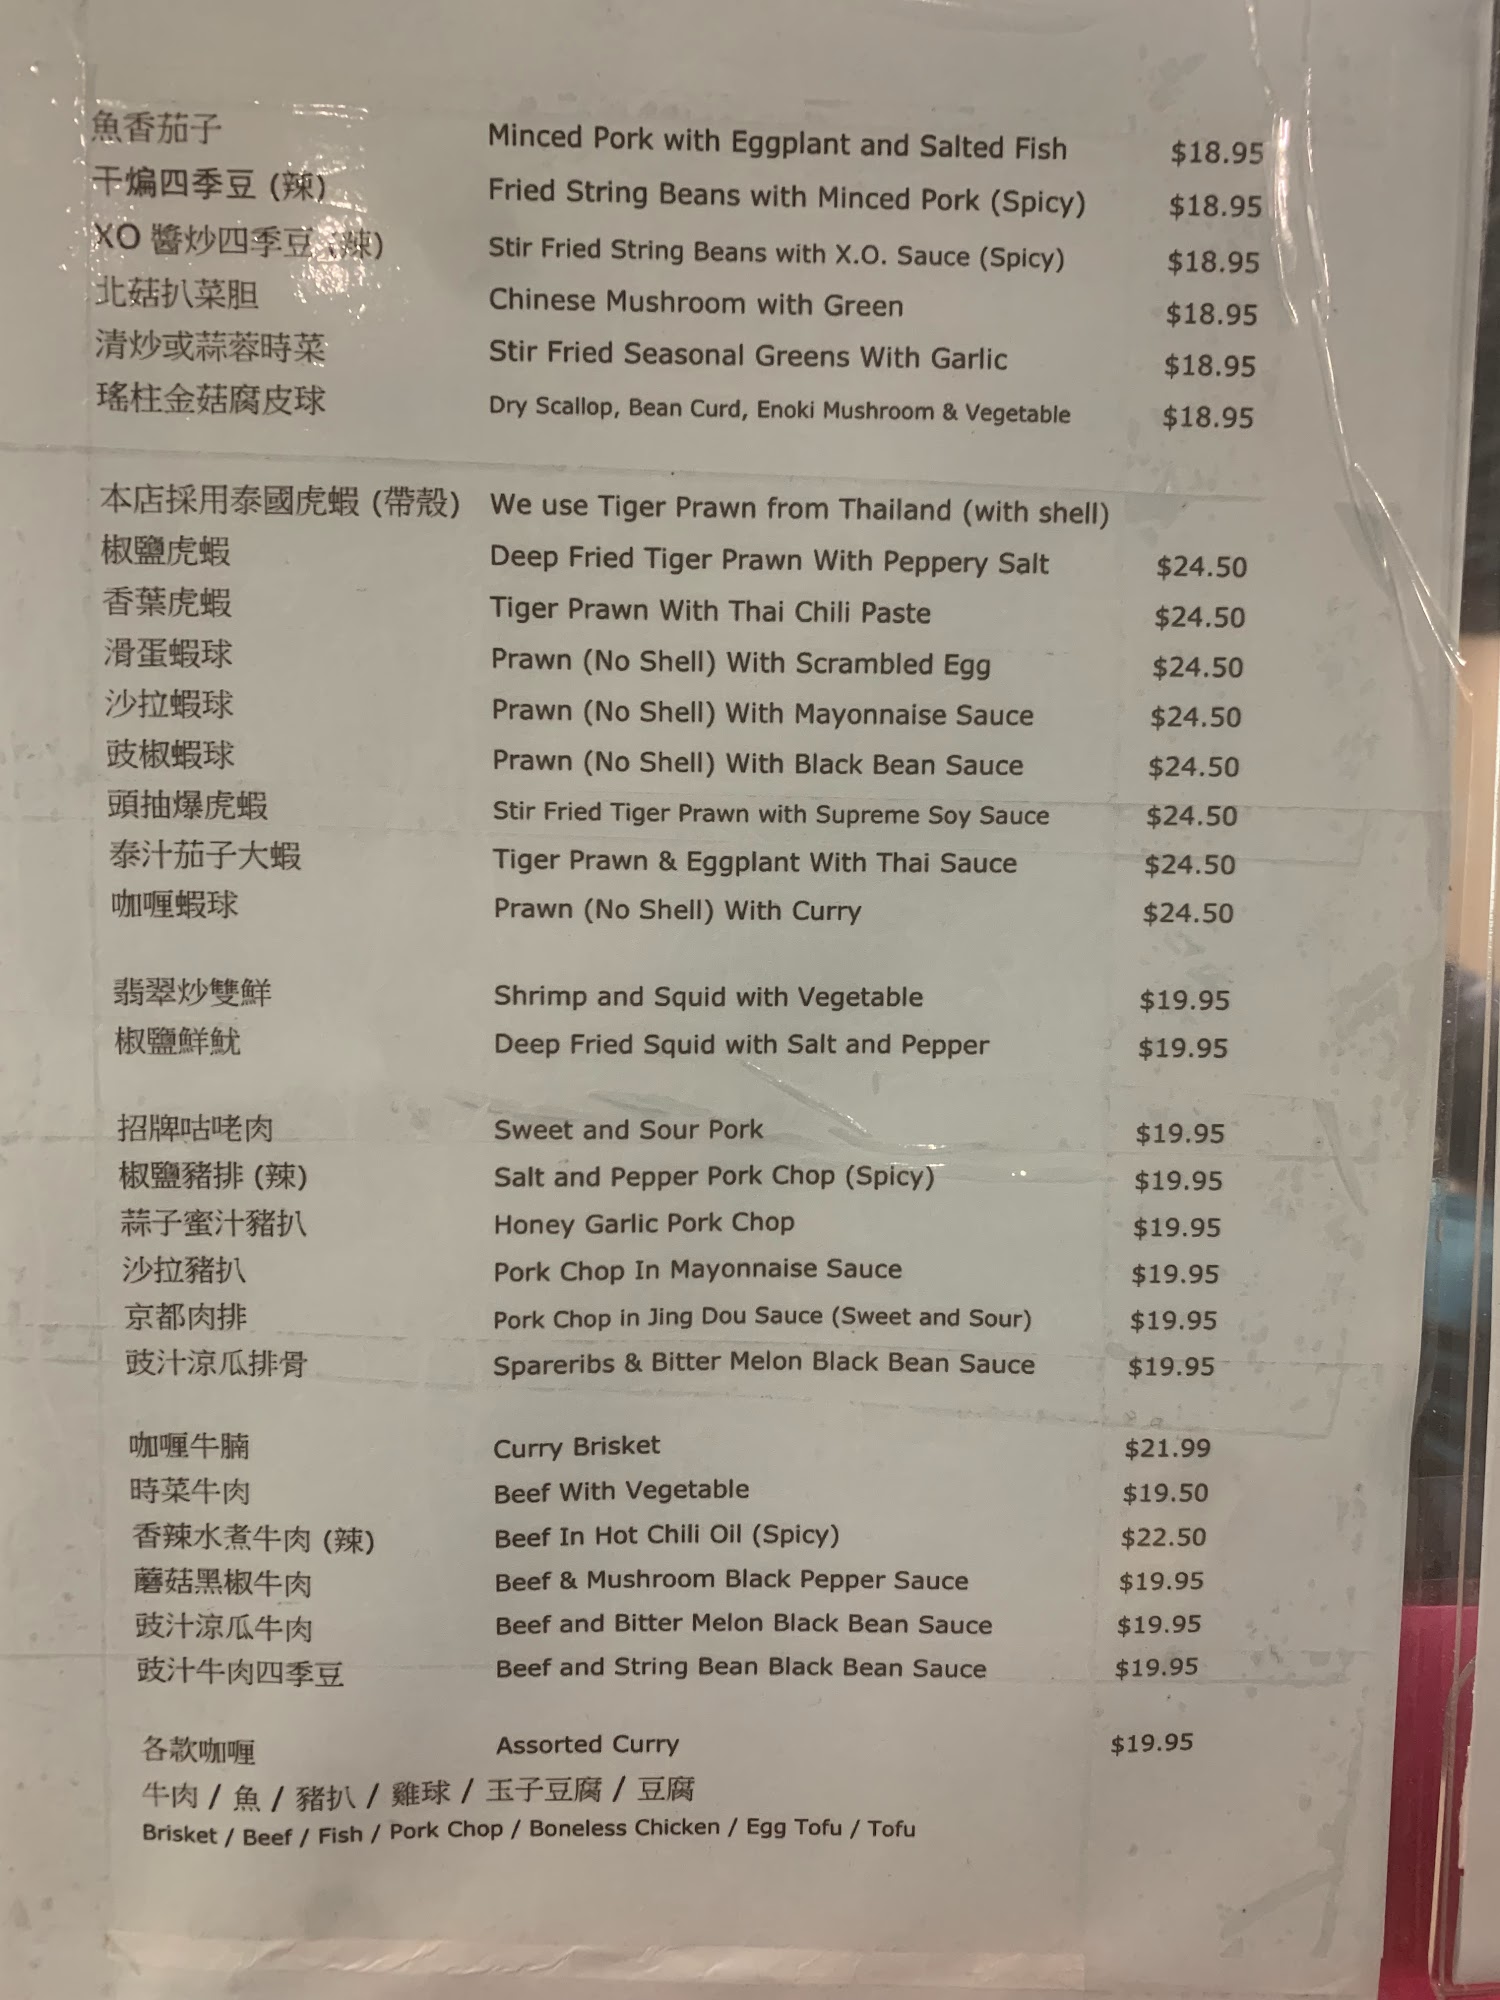 魚香茄子 Minced Pork with Eggplant and Salted Fish $18.95
干煸四季豆 (辣) Fried String Beans with Minced Pork (Spicy) $18.95
XO 醬炒四季豆 (辣) Stir Fried String Beans with X.O. Sauce (Spicy) $18.95
北菇扒菜胆 Chinese Mushroom with Green $18.95
清炒或蒜蓉時菜 Stir Fried Seasonal Greens With Garlic $18.95
瑤柱金菇腐皮球 Dry Scallop, Bean Curd, Enoki Mushroom & Vegetable $18.95
本店採用泰國虎蝦 (帶殼) We use Tiger Prawn from Thailand (with shell)
椒鹽虎蝦 Deep Fried Tiger Prawn With Peppery Salt $24.50
香葉虎蝦 Tiger Prawn With Thai Chili Paste $24.50
滑蛋蝦球 Prawn (No Shell) With Scrambled Egg $24.50
沙拉蝦球 Prawn (No Shell) With Mayonnaise Sauce $24.50
豉椒蝦球 Prawn (No Shell) With Black Bean Sauce $24.50
頭抽爆虎蝦 Stir Fried Tiger Prawn with Supreme Soy Sauce $24.50
泰汁茄子大蝦 Tiger Prawn & Eggplant With Thai Sauce $24.50
咖喱蝦球 Prawn (No Shell) With Curry $24.50
翡翠炒雙鮮 Shrimp and Squid with Vegetable $19.95
椒鹽鮮魷 Deep Fried Squid with Salt and Pepper $19.95
招牌咕咾肉 Sweet and Sour Pork $19.95
椒鹽豬排 (辣) Salt and Pepper Pork Chop (Spicy) $19.95
蒜子蜜汁豬扒 Honey Garlic Pork Chop $19.95
沙拉豬扒 Pork Chop In Mayonnaise Sauce $19.95
京都肉排 Pork Chop in Jing Dou Sauce (Sweet and Sour) $19.95
豉汁涼瓜排骨 Spareribs & Bitter Melon Black Bean Sauce $19.95
咖喱牛腩 Curry Brisket $21.99
時菜牛肉 Beef With Vegetable $19.50
香辣水煮牛肉 (辣) Beef In Hot Chili Oil (Spicy) $22.50
蘑菇黑椒牛肉 Beef & Mushroom Black Pepper Sauce $19.95
豉汁涼瓜牛肉 Beef and Bitter Melon Black Bean Sauce $19.95
豉汁牛肉四季豆 Beef and String Bean Black Bean Sauce $19.95
各款咖喱 Assorted Curry $19.95
牛肉 / 魚 / 豬扒 / 雞球 / 玉子豆腐 / 豆腐
Brisket / Beef / Fish / Pork Chop / Boneless Chicken / Egg Tofu / Tofu